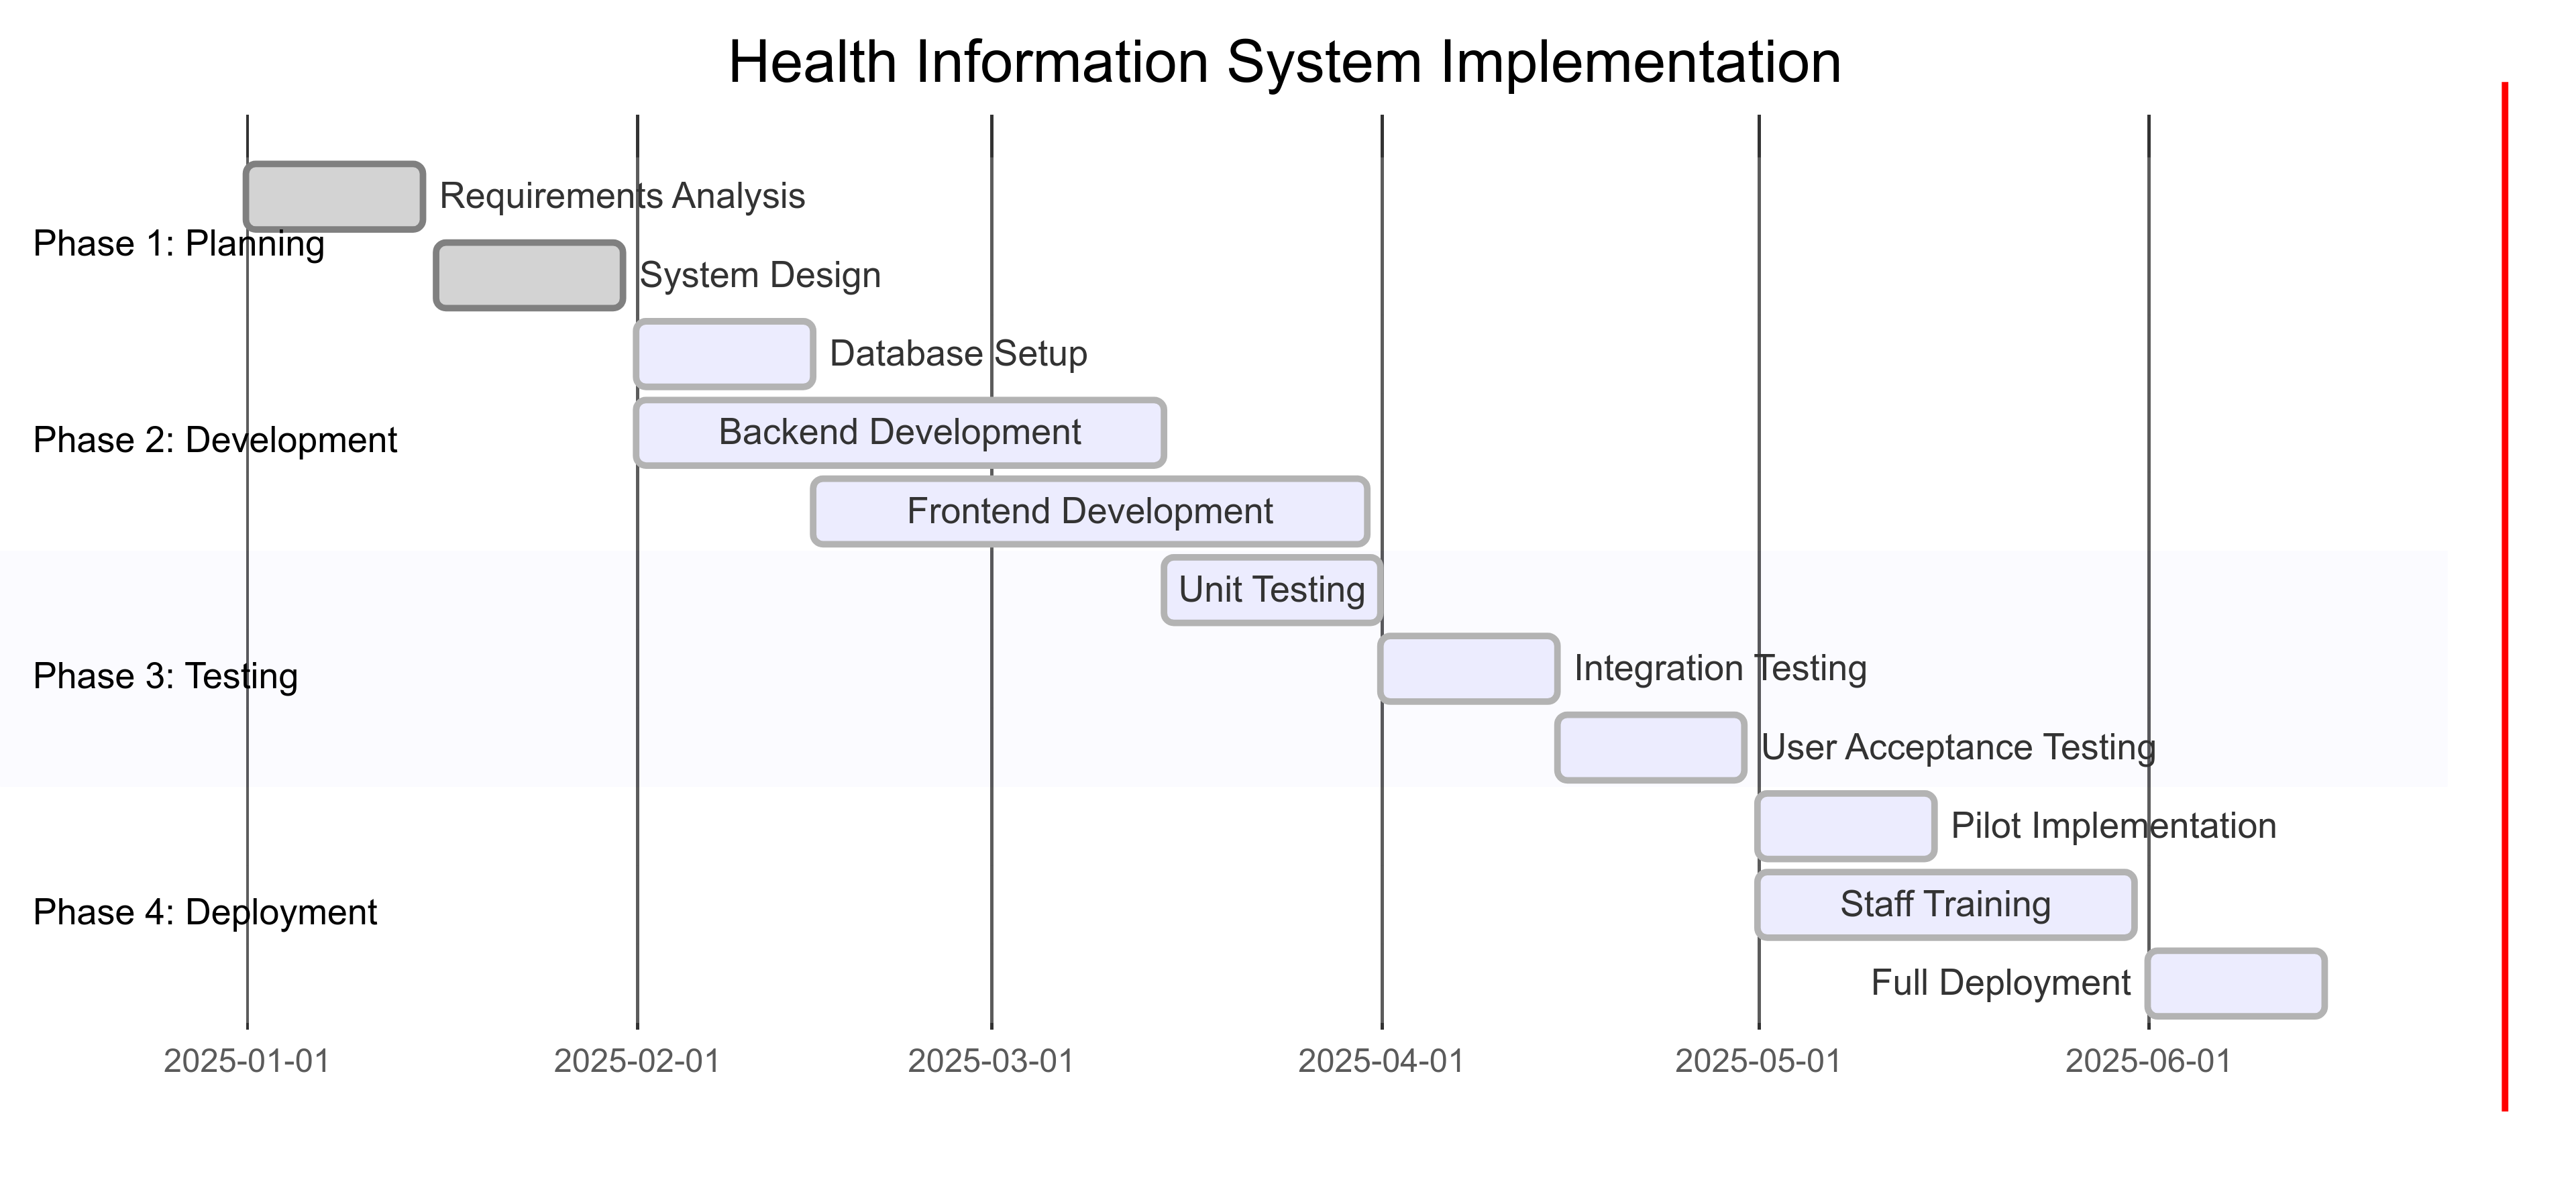 Health Information System Implementation
Requirements Analysis
Phase 1: Planning
System Design
Database Setup
Backend Development
Phase 2: Development
Frontend Development
Unit Testing
Integration Testing
Phase 3: Testing
User Acceptance Testing
Pilot Implementation
Staff Training
Phase 4: Deployment
Full Deployment
2025-01-01
2025-02-01
2025-03-01
2025-04-01
2025-05-01
2025-06-01